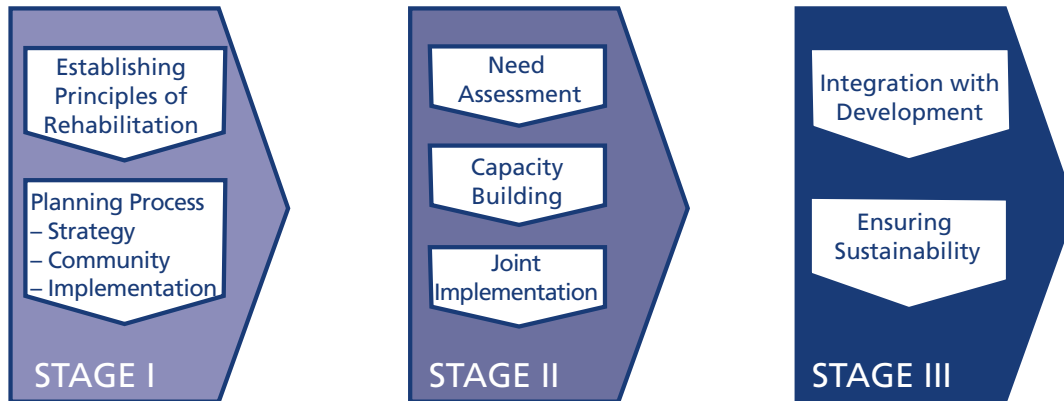 Establishing
Principles of
Rehabilitation
Planning Process
– Strategy
– Community
– Implementation
STAGE I
Need
Assessment
Capacity
Building
Joint
Implementation
STAGE II
Integration with
Development
Ensuring
Sustainability
STAGE III